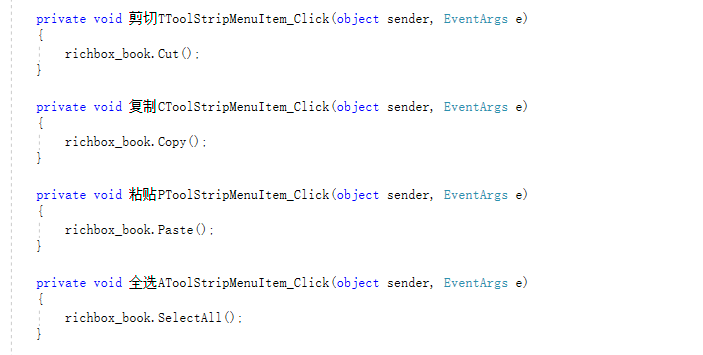 private void 剪切TToolStripMenuItem_Click(object sender, EventArgs e)
{
richbox_book.Cut();
}
private void 复制CToolStripMenuItem_Click(object sender, EventArgs e)
{
richbox_book.Copy();
}
private void 粘贴PToolStripMenuItem_Click(object sender, EventArgs e)
{
richbox_book.Paste();
}
private void 全选AToolStripMenuItem_Click(object sender, EventArgs e)
{
richbox_book.SelectAll();
}